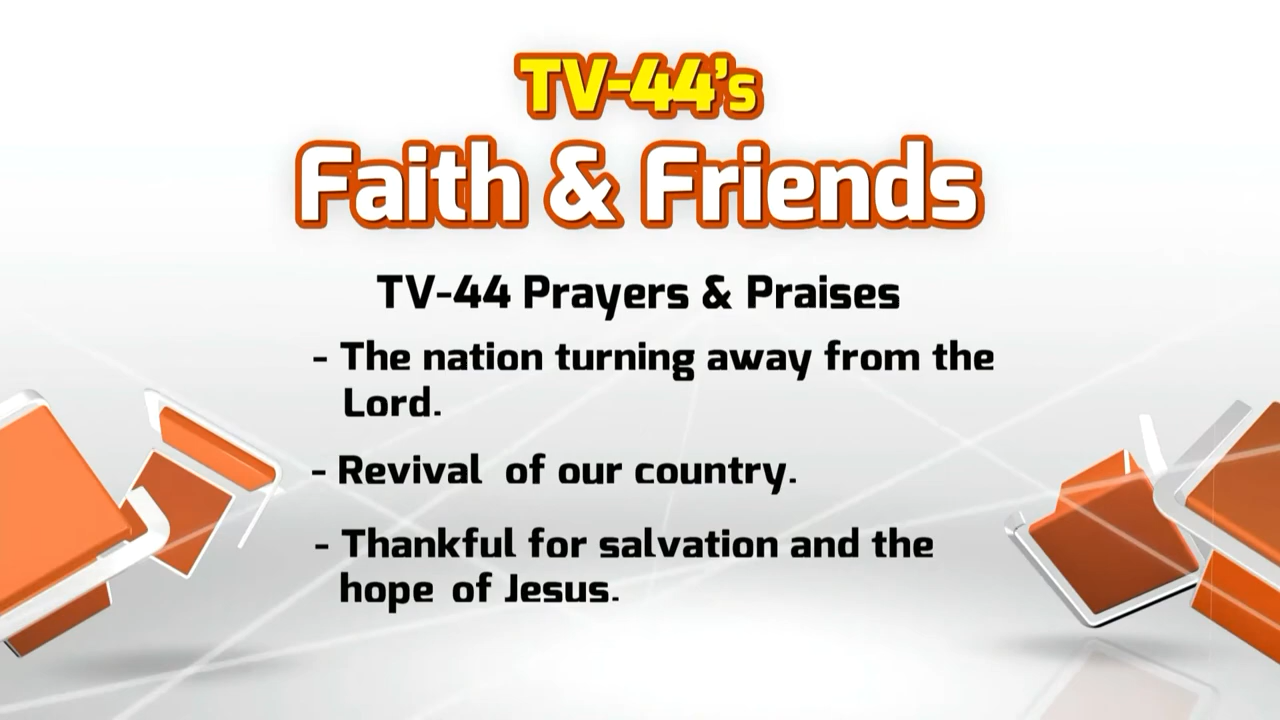 TV-44's
Faith & Friends
TV-44 Prayers & Praises
- The nation turning away from the
Lord.
- Revival of our country.
- Thankful for salvation and the
hope of Jesus.